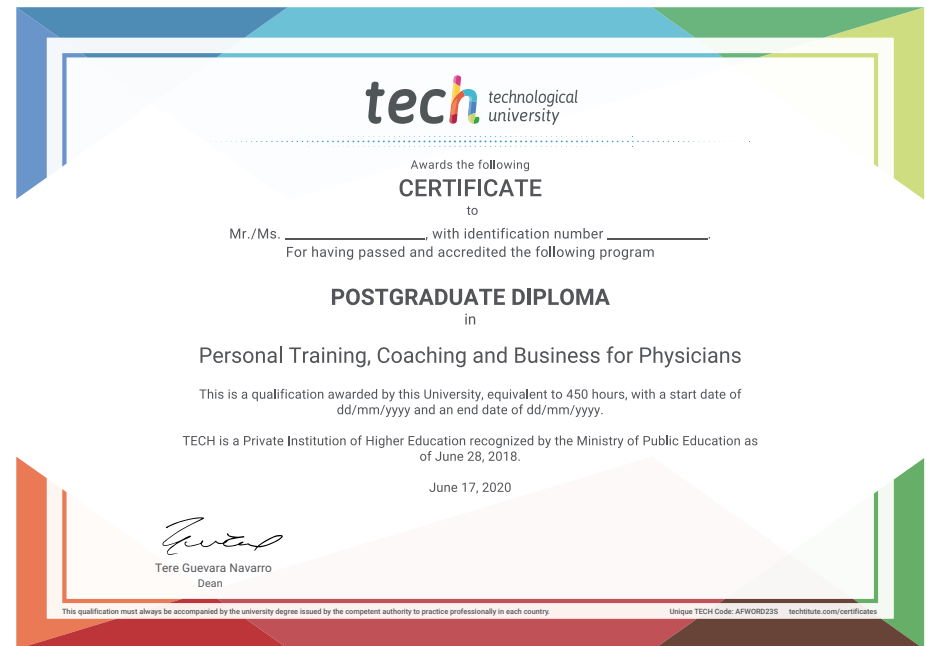 tech technological
university
Awards the following
CERTIFICATE
to
Mr./Ms. ____________________, with identification number ______________.
For having passed and accredited the following program
POSTGRADUATE DIPLOMA
in
Personal Training, Coaching and Business for Physicians
This is a qualification awarded by this University, equivalent to 450 hours, with a start date of
dd/mm/yyyy and an end date of dd/mm/yyyy.
TECH is a Private Institution of Higher Education recognized by the Ministry of Public Education as
of June 28, 2018.
June 17, 2020
Tere Guevara Navarro
Dean
This qualification must always be accompanied by the university degree issued by the competent authority to practice professionally in each country.
Unique TECH Code: AFWORD23S techtitute.com/certificates